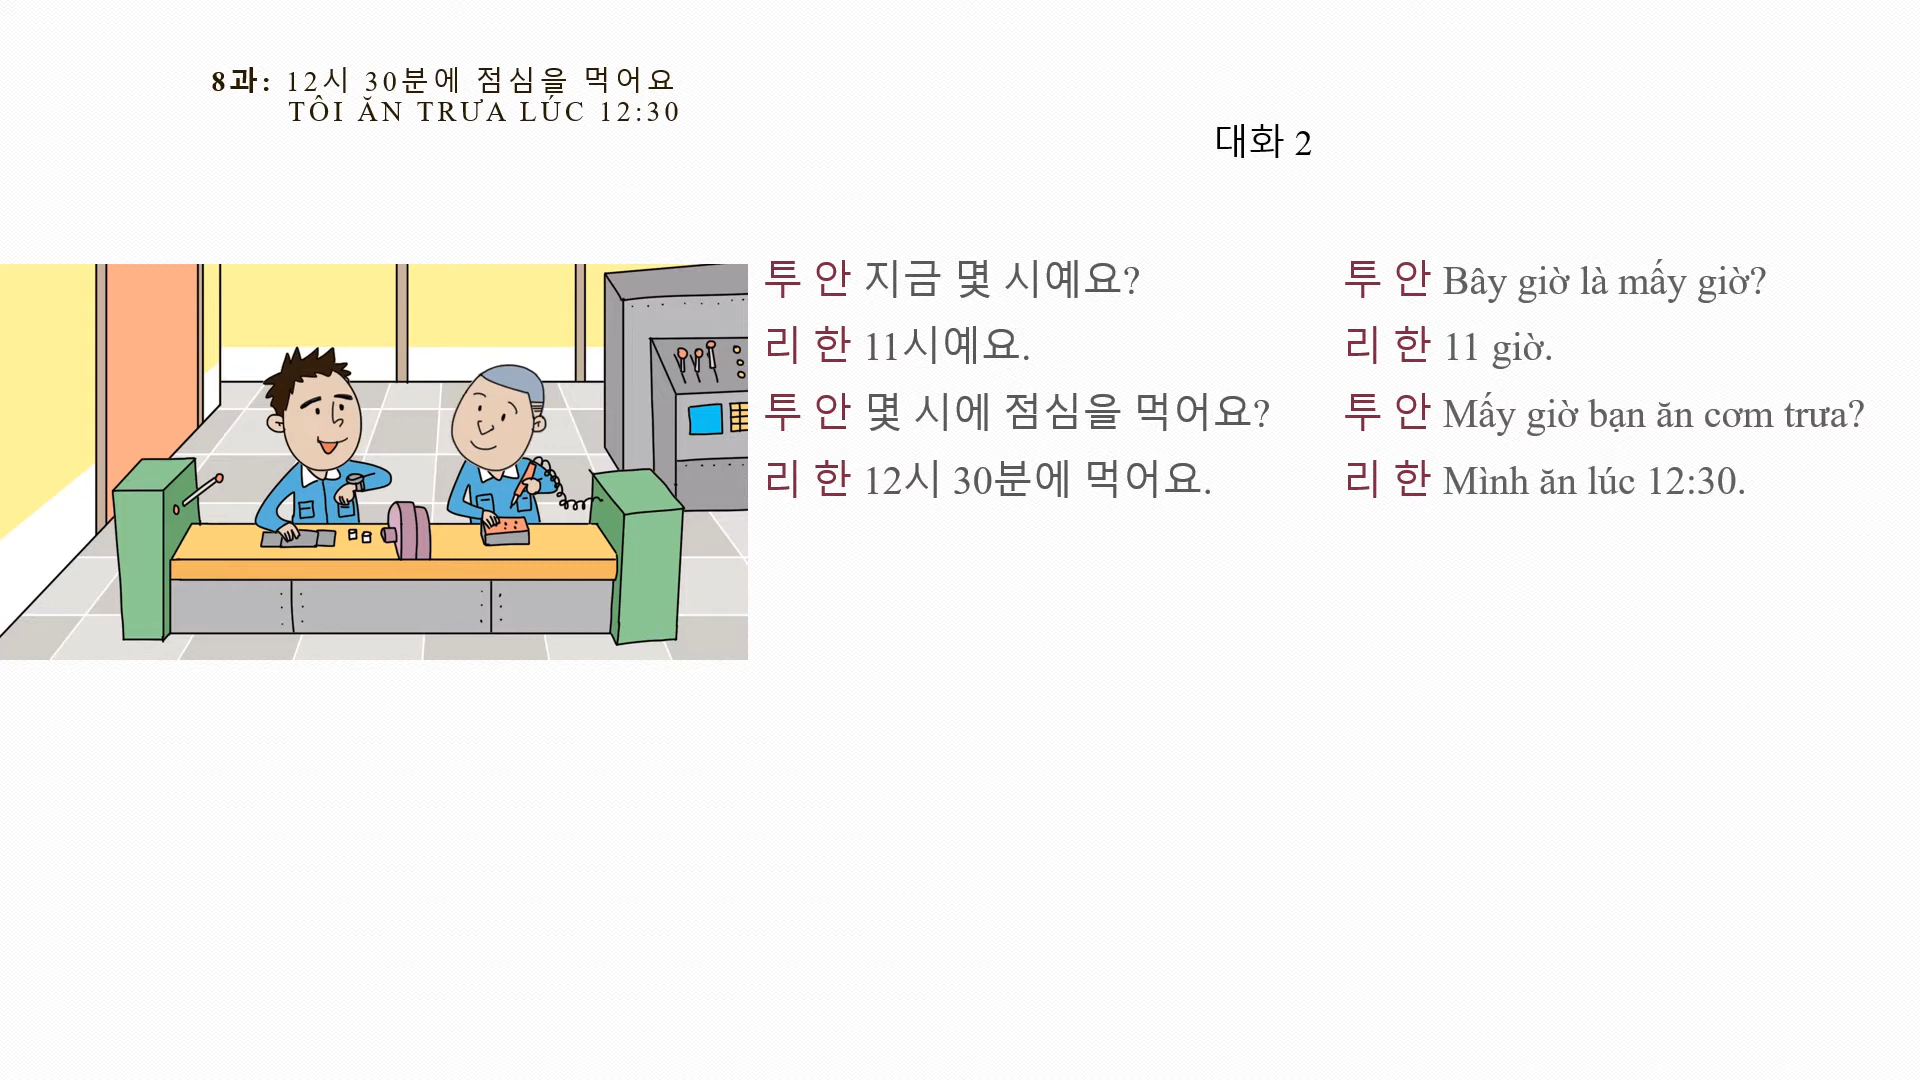 8과: 12시 30분에 점심을 먹어요
TÔI ĂN TRƯA LÚC 12:30
대화 2
투 안 지금 몇 시예요?
리 한 11시예요.
투 안 몇 시에 점심을 먹어요?
리 한 12시 30분에 먹어요.
투 안 Bây giờ là mấy giờ?
리 한 11 giờ.
투 안 Mấy giờ bạn ăn cơm trưa?
리 한 Mình ăn lúc 12:30.